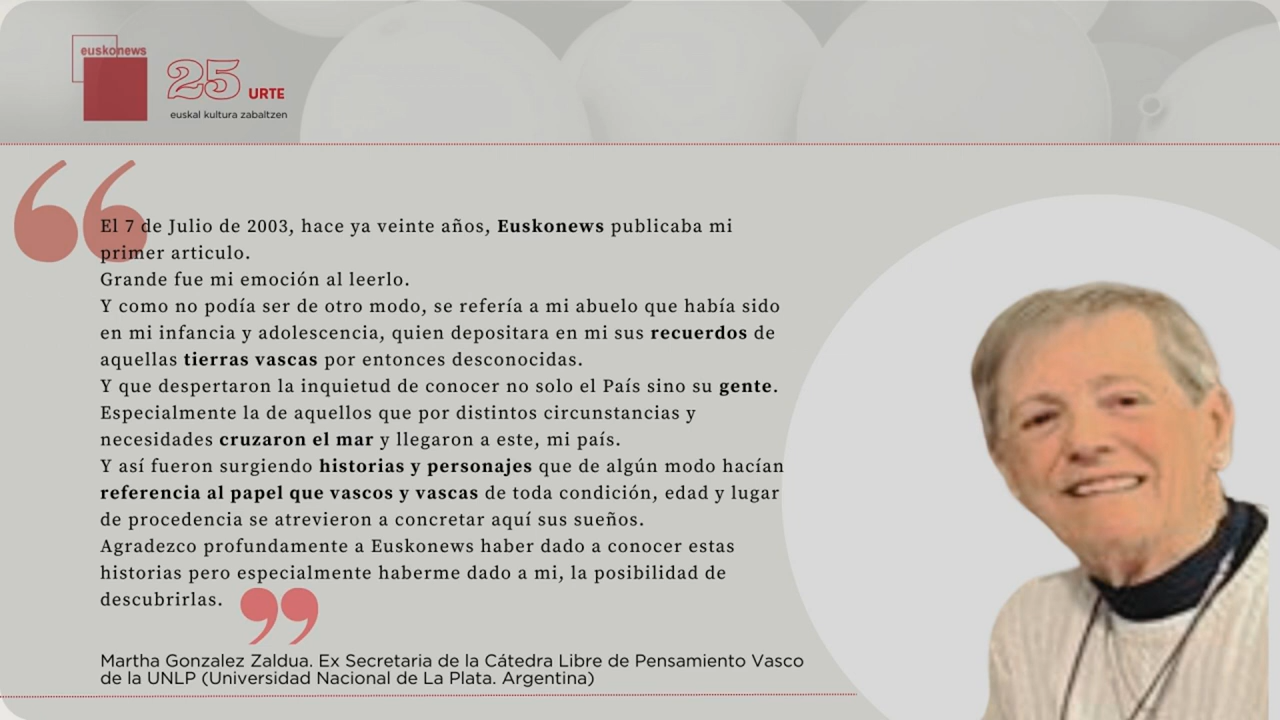 euskonews
25 URTE
euskal kultura zabaltzen
El 7 de Julio de 2003, hace ya veinte años, Euskonews publicaba mi
primer articulo.
Grande fue mi emoción al leerlo.
Y como no podía ser de otro modo, se refería a mi abuelo que había sido
en mi infancia y adolescencia, quien depositara en mi sus recuerdos de
aquellas tierras vascas por entonces desconocidas.
Y que despertaron la inquietud de conocer no solo el País sino su gente.
Especialmente la de aquellos que por distintos circunstancias y
necesidades cruzaron el mar y llegaron a este, mi país.
Y así fueron surgiendo historias y personajes que de algún modo hacían
referencia al papel que vascos y vascas de toda condición, edad y lugar
de procedencia se atrevieron a concretar aquí sus sueños.
Agradezco profundamente a Euskonews haber dado a conocer estas
historias pero especialmente haberme dado a mi, la posibilidad de
descubrirlas.
Martha Gonzalez Zaldua. Ex Secretaria de la Cátedra Libre de Pensamiento Vasco
de la UNLP (Universidad Nacional de La Plata. Argentina)